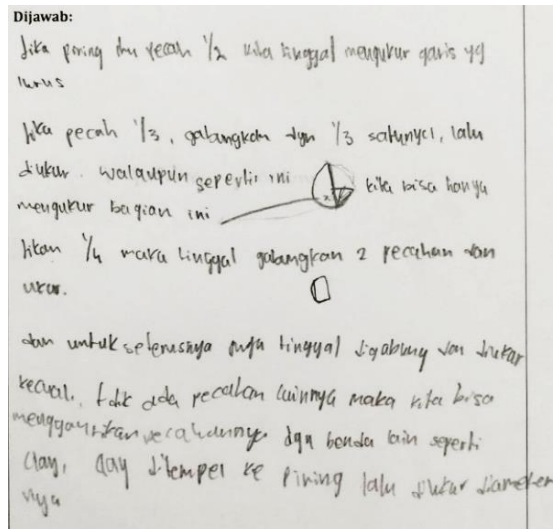 Dijawab:
Jika piring itu pecah 1/2 kita tinggal mengukur garis yg
lurus
Jika pecah 1/3, gabungkan dgn 1/3 satunya, lalu
diukur. walaupun seperti ini kita bisa hanya
mengukur bagian ini
Jikan 1/4 maka tinggal gabungkan 2 pecahan dan
ukur.
dan untuk seterusnya juga tinggal digabung dan diukur
kecuali, tdk ada pecahan lainnya maka kita bisa
pecahannya dgn benda lain seperti
clay, clay ditempel ke piring lalu diukur diameter
nya